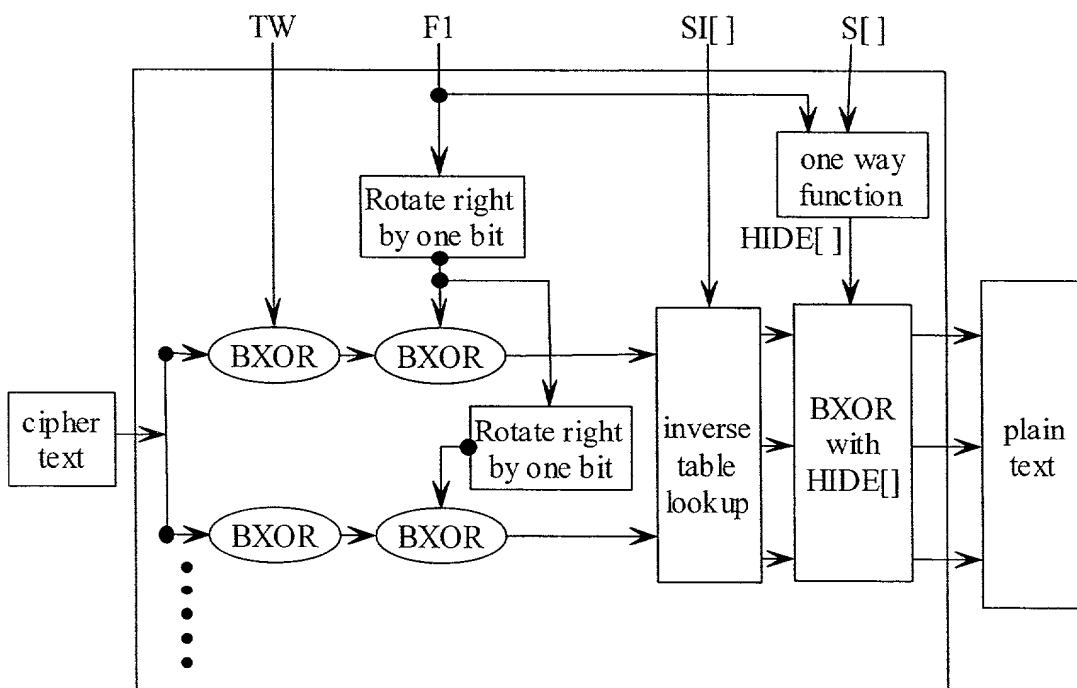 TW
F1
SI[ ]
S[ ]
one way
function
Rotate right
by one bit
HIDE[ ]
BXOR
BXOR
cipher
text
Rotate right
by one bit
inverse
table
lookup
BXOR
with
HIDE[]
plain
text
BXOR
BXOR